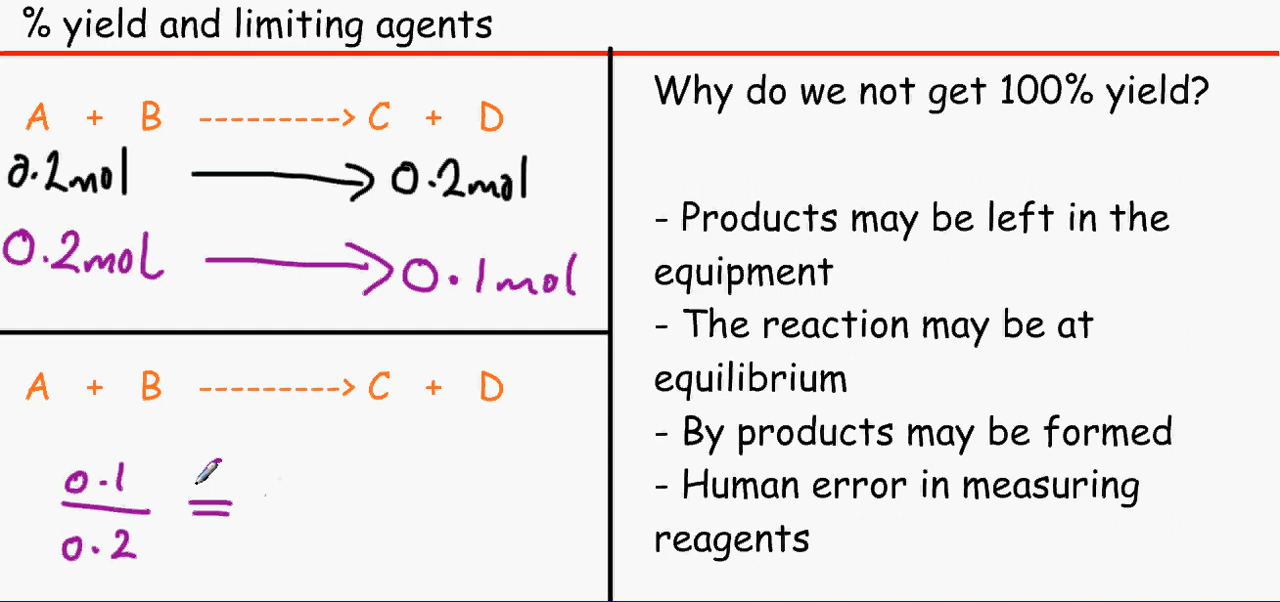 % yield and limiting agents
A + B ---------> C + D
0.2mol ⟶ 0.2mol
0.2mol ⟶ 0.1mol
A + B ---------> C + D
0.1
0.2 =
Why do we not get 100% yield?
- Products may be left in the
equipment
- The reaction may be at
equilibrium
- By products may be formed
- Human error in measuring
reagents